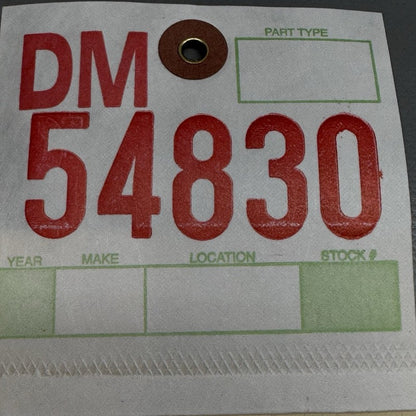 DM
PART TYPE
54830
YEAR MAKE LOCATION STOCK #